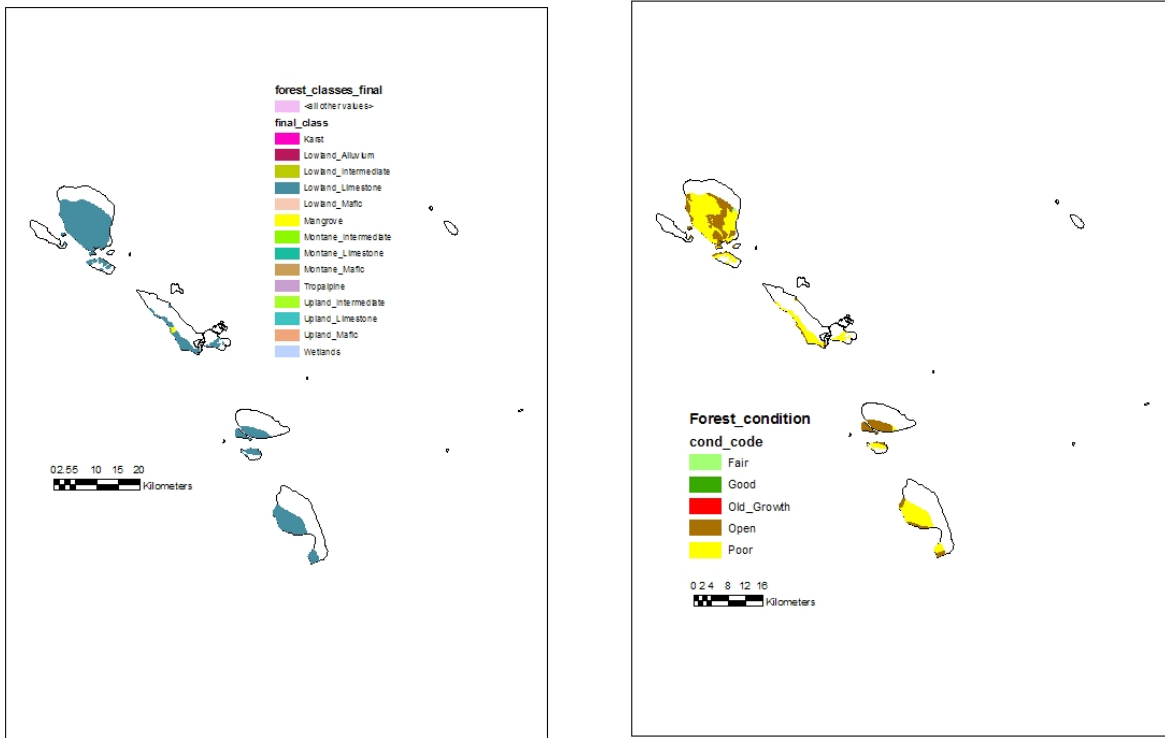 forest_classes_final
<all other values>
final_class
Karst
Lowland_Alluvium
Lowland_Intermediate
Lowland_Limestone
Lowland_Mafic
Mangrove
Montane_Intermediate
Montane_Limestone
Montane_Mafic
Tropalpine
Upland_Intermediate
Upland_Limestone
Upland_Mafic
Wetlands
02.55 10 15 20
Kilometers
Forest_condition
cond_code
Fair
Good
Old_Growth
Open
Poor
0 2 4 8 12 16
Kilometers